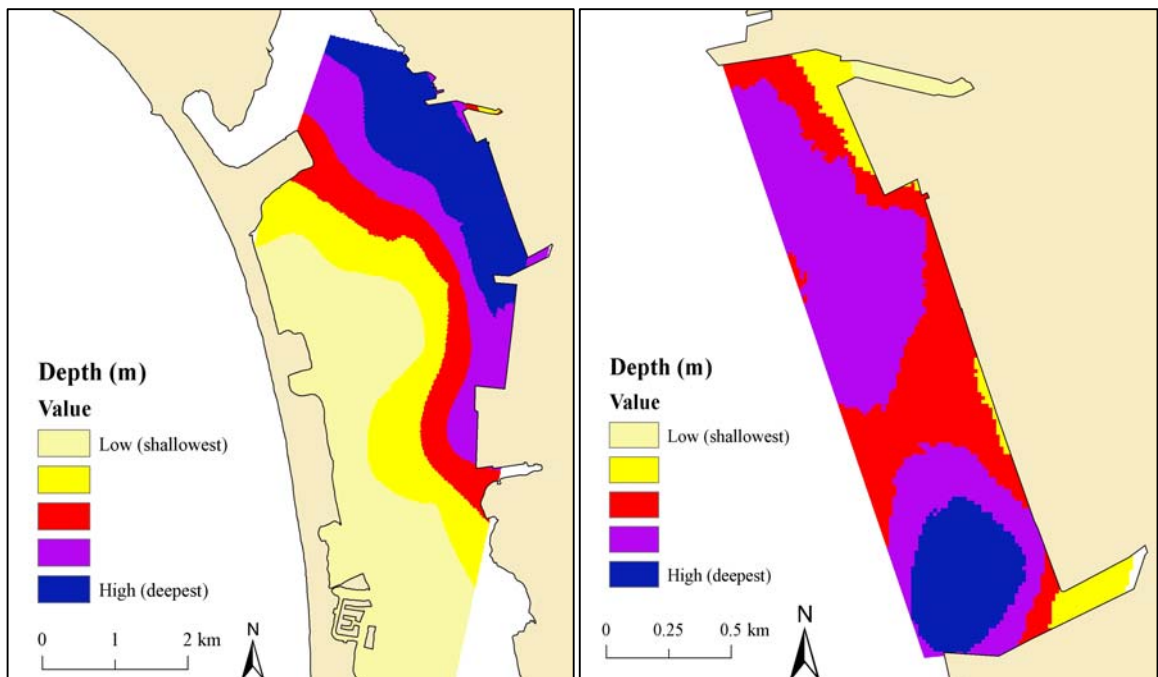 Depth (m)
Value
Low (shallowest)
High (deepest)
0 1 2 km
N
Depth (m)
Value
Low (shallowest)
High (deepest)
0 0.25 0.5 km
N